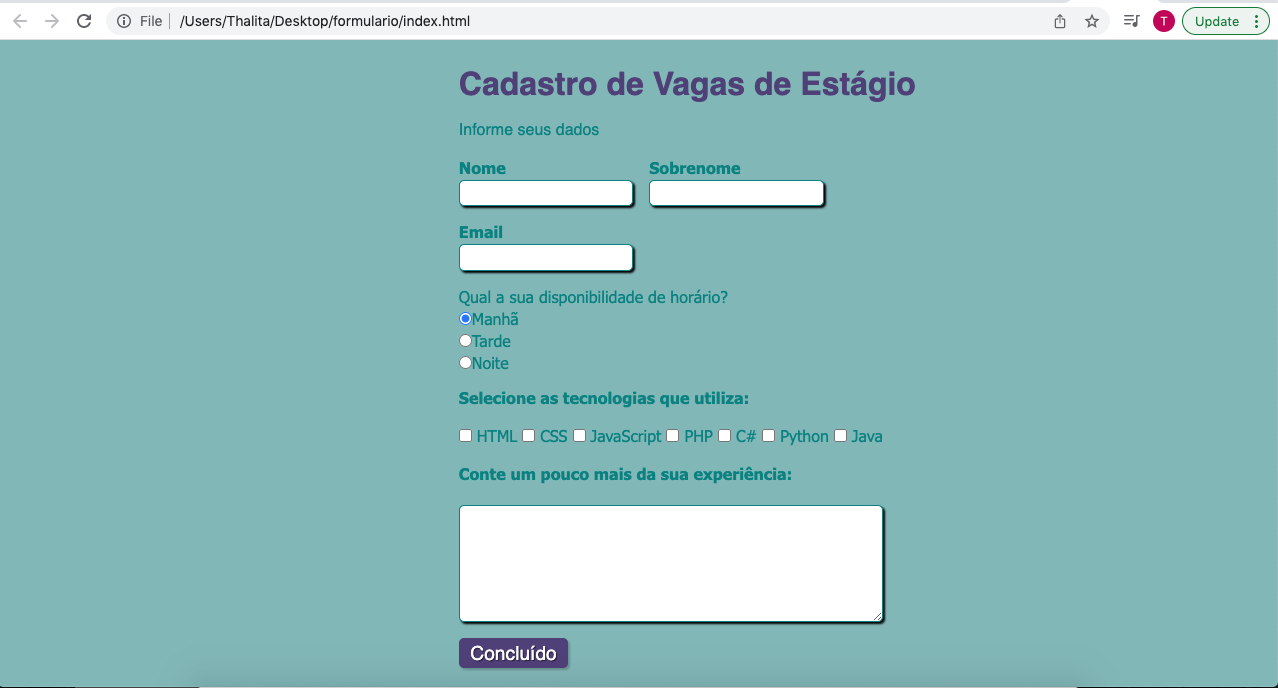 File /Users/Thalita/Desktop/formulario/index.html T Update
Cadastro de Vagas de Estágio
Informe seus dados
Nome Sobrenome
Email
Qual a sua disponibilidade de horário?
Manhã
Tarde
Noite
Selecione as tecnologias que utiliza:
HTML CSS JavaScript PHP C# Python Java
Conte um pouco mais da sua experiência:
Concluído